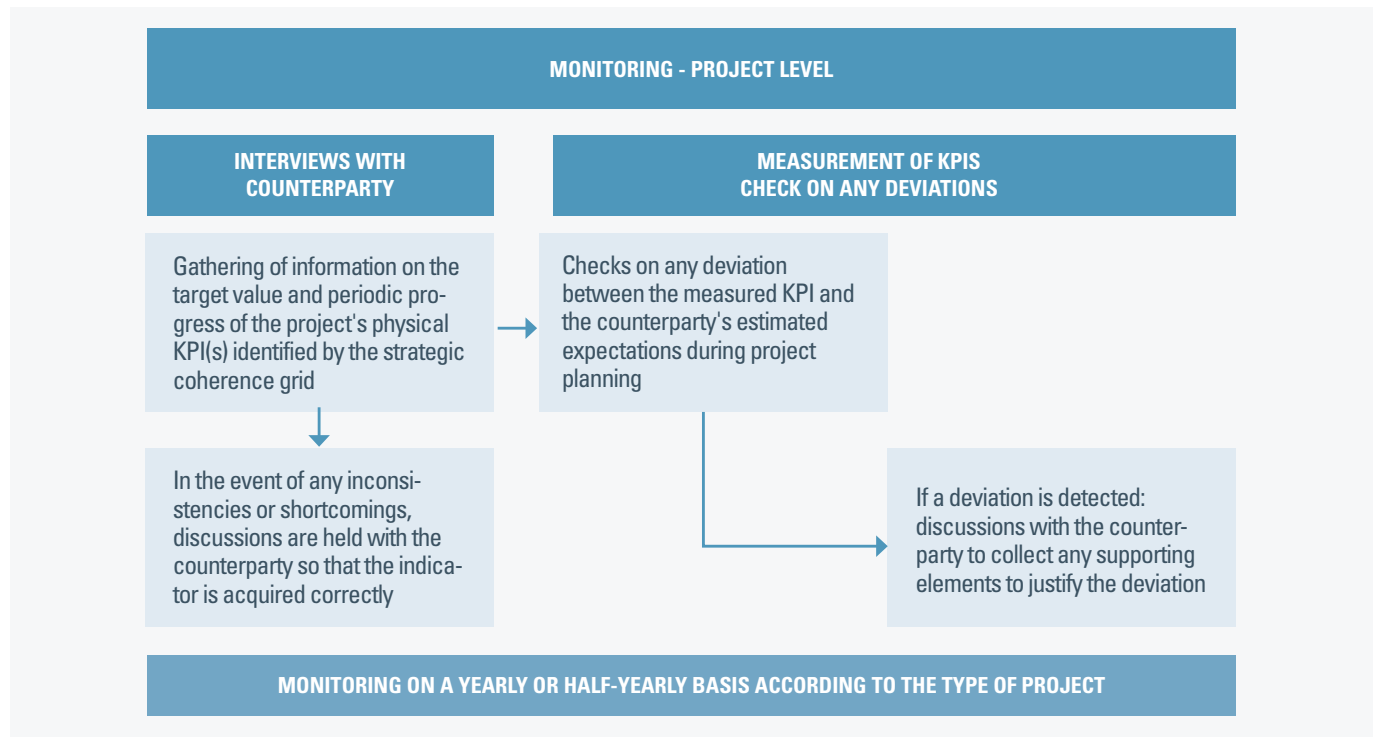 MONITORING - PROJECT LEVEL
INTERVIEWS WITH
COUNTERPARTY
MEASUREMENT OF KPIS
CHECK ON ANY DEVIATIONS
Gathering of information on the
target value and periodic pro-
gress of the project's physical
KPI(s) identified by the strategic
coherence grid
Checks on any deviation
between the measured KPI and
the counterparty's estimated
expectations during project
planning
In the event of any inconsi-
stencies or shortcomings,
discussions are held with the
counterparty so that the indica-
tor is acquired correctly
If a deviation is detected:
discussions with the counter-
party to collect any supporting
elements to justify the deviation
MONITORING ON A YEARLY OR HALF-YEARLY BASIS ACCORDING TO THE TYPE OF PROJECT